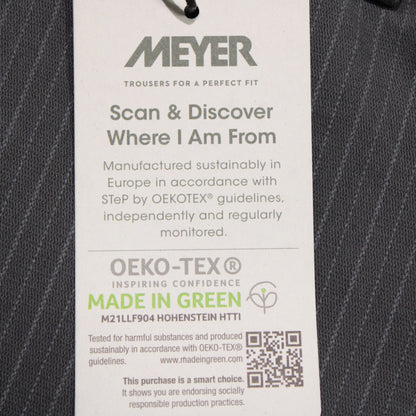 MEYER
TROUSERS FOR A PERFECT FIT
Scan & Discover
Where I Am From
Manufactured sustainably in
Europe in accordance with
STeP by OEKOTEX® guidelines,
independently and regularly
monitored.
OEKO-TEX®
INSPIRING CONFIDENCE
MADE IN GREEN
M21LLF904 HOHENSTEIN HTTI
Tested for harmful substances and produced
sustainably in accordance with OEKO-TEX®
guidelines. www.madeingreen.com
This purchase is a smart choice.
It shows you are endorsing socially
responsible production practices.